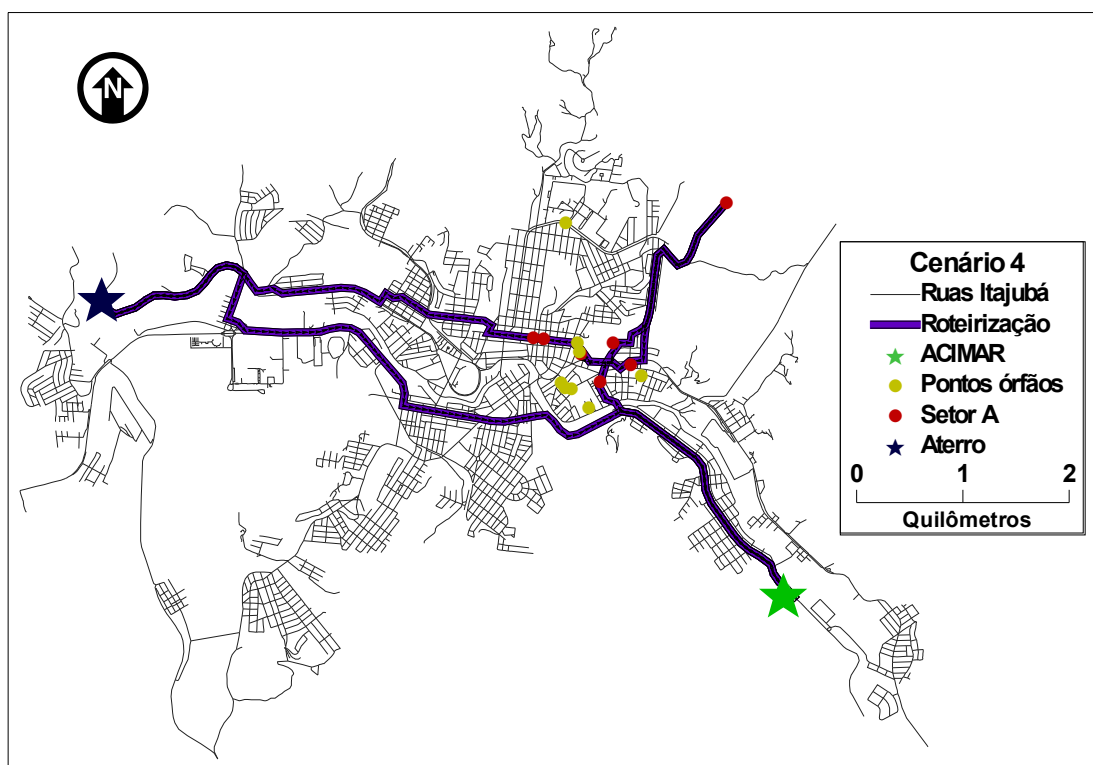 N
Cenário 4
Ruas Itajubá
Roteirização
ACIMAR
Pontos órfãos
Setor A
Aterro
0 1 2
Quilômetros